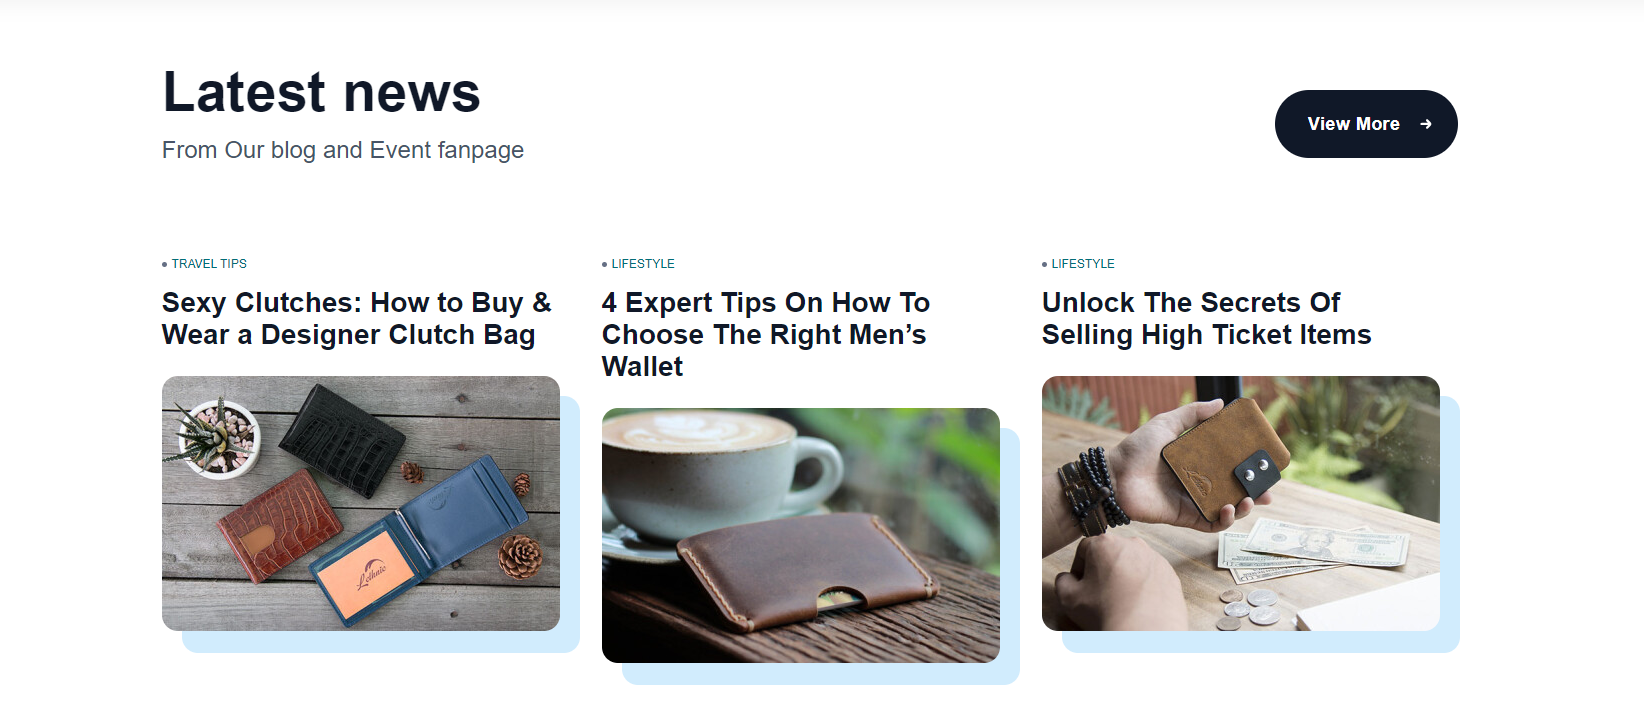 Latest news
From Our blog and Event fanpage
View More
TRAVEL TIPS
Sexy Clutches: How to Buy &
Wear a Designer Clutch Bag
LIFESTYLE
4 Expert Tips On How To
Choose The Right Men’s
Wallet
LIFESTYLE
Unlock The Secrets Of
Selling High Ticket Items